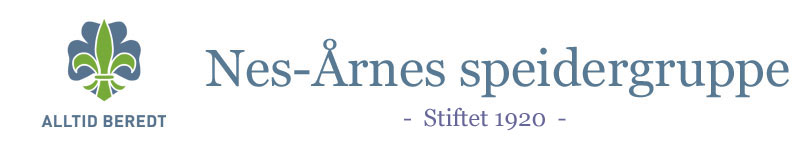 Nes-Årnes speidergruppe
- Stiftet 1920 -
ALLTID BEREDT